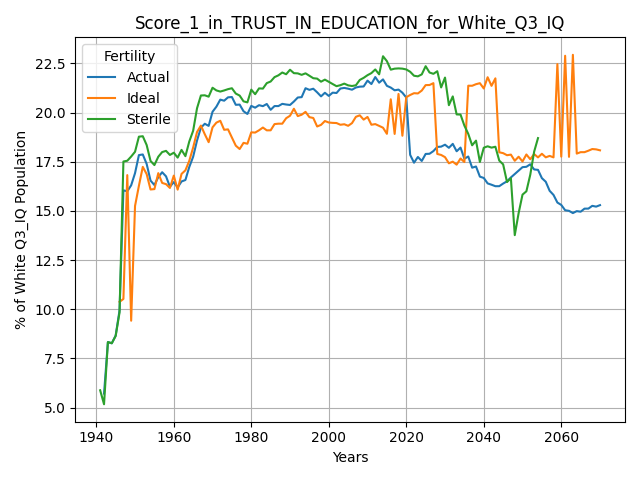 Score_1_in_TRUST_IN_EDUCATION_for_White_Q3_IQ
Fertility
Actual
Ideal
Sterile
% of White Q3_IQ Population
22.5
20.0
17.5
15.0
12.5
10.0
7.5
5.0
1940 1960 1980 2000 2020 2040 2060
Years